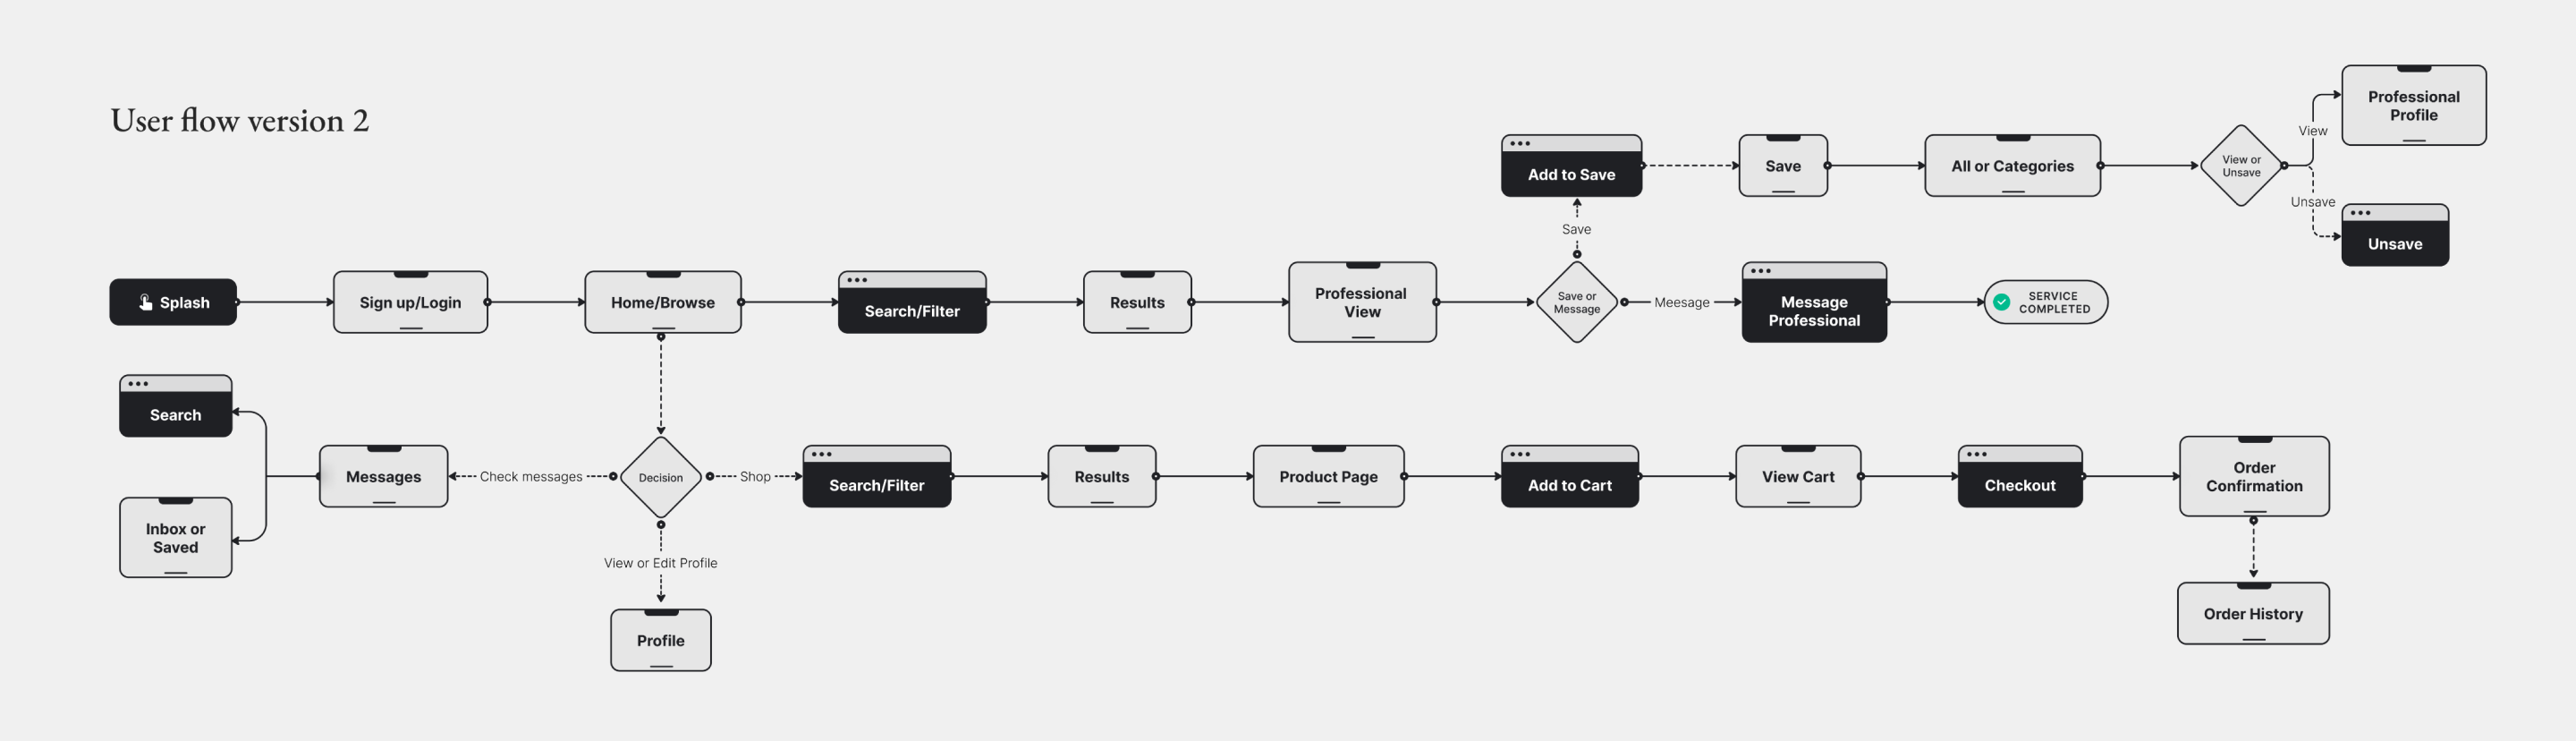 User flow version 2
Professional
Profile
View
Add to Save
Save
All or Categories
View or
Unsave
Unsave
Unsave
Save
Splash
Sign up/Login
Home/Browse
Search/Filter
Results
Professional
View
Save or
Message
Meesage
Message
Professional
SERVICE
COMPLETED
Search
Inbox or
Saved
Messages
Check messages
Decision
Shop
Search/Filter
Results
Product Page
Add to Cart
View Cart
Checkout
Order
Confirmation
View or Edit Profile
Profile
Order History